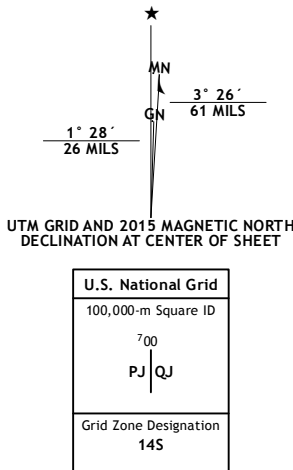 ★
MN
GN
3° 26´
61 MILS
1° 28´
26 MILS
UTM GRID AND 2015 MAGNETIC NORTH
DECLINATION AT CENTER OF SHEET
U.S. National Grid
100,000-m Square ID
⁷00
PJ QJ
Grid Zone Designation
14S